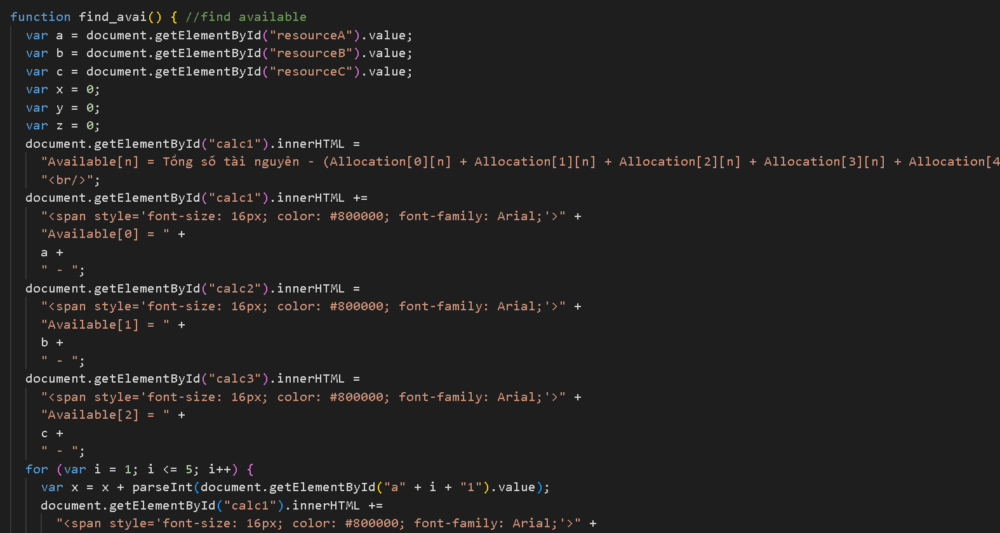 function find_avai() { //find available
var a = document.getElementById("resourceA").value;
var b = document.getElementById("resourceB").value;
var c = document.getElementById("resourceC").value;
var x = 0;
var y = 0;
var z = 0;
document.getElementById("calc1").innerHTML =
"Available[n] = Tổng số tài nguyên - (Allocation[0][n] + Allocation[1][n] + Allocation[2][n] + Allocation[3][n] + Allocation[4
"<br/>";
document.getElementById("calc1").innerHTML +=
"<span style='font-size: 16px; color: #800000; font-family: Arial;'>" +
"Available[0] = " +
a +
" - ";
document.getElementById("calc2").innerHTML =
"<span style='font-size: 16px; color: #800000; font-family: Arial;'>" +
"Available[1] = " +
b +
" - ";
document.getElementById("calc3").innerHTML =
"<span style='font-size: 16px; color: #800000; font-family: Arial;'>" +
"Available[2] = " +
c +
" - ";
for (var i = 1; i <= 5; i++) {
var x = x + parseInt(document.getElementById("a" + i + "1").value);
document.getElementById("calc1").innerHTML +=
"<span style='font-size: 16px; color: #800000; font-family: Arial;'>" +